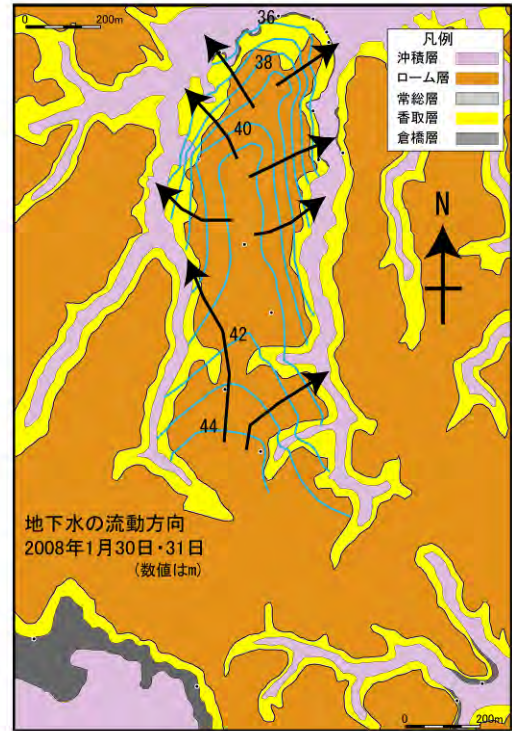 0 200m
36
38
40
42
44
凡例
沖積層
ローム層
常総層
香取層
倉橋層
N
地下水の流動方向
2008年1月30日・31日
(数値はm)
0 200m